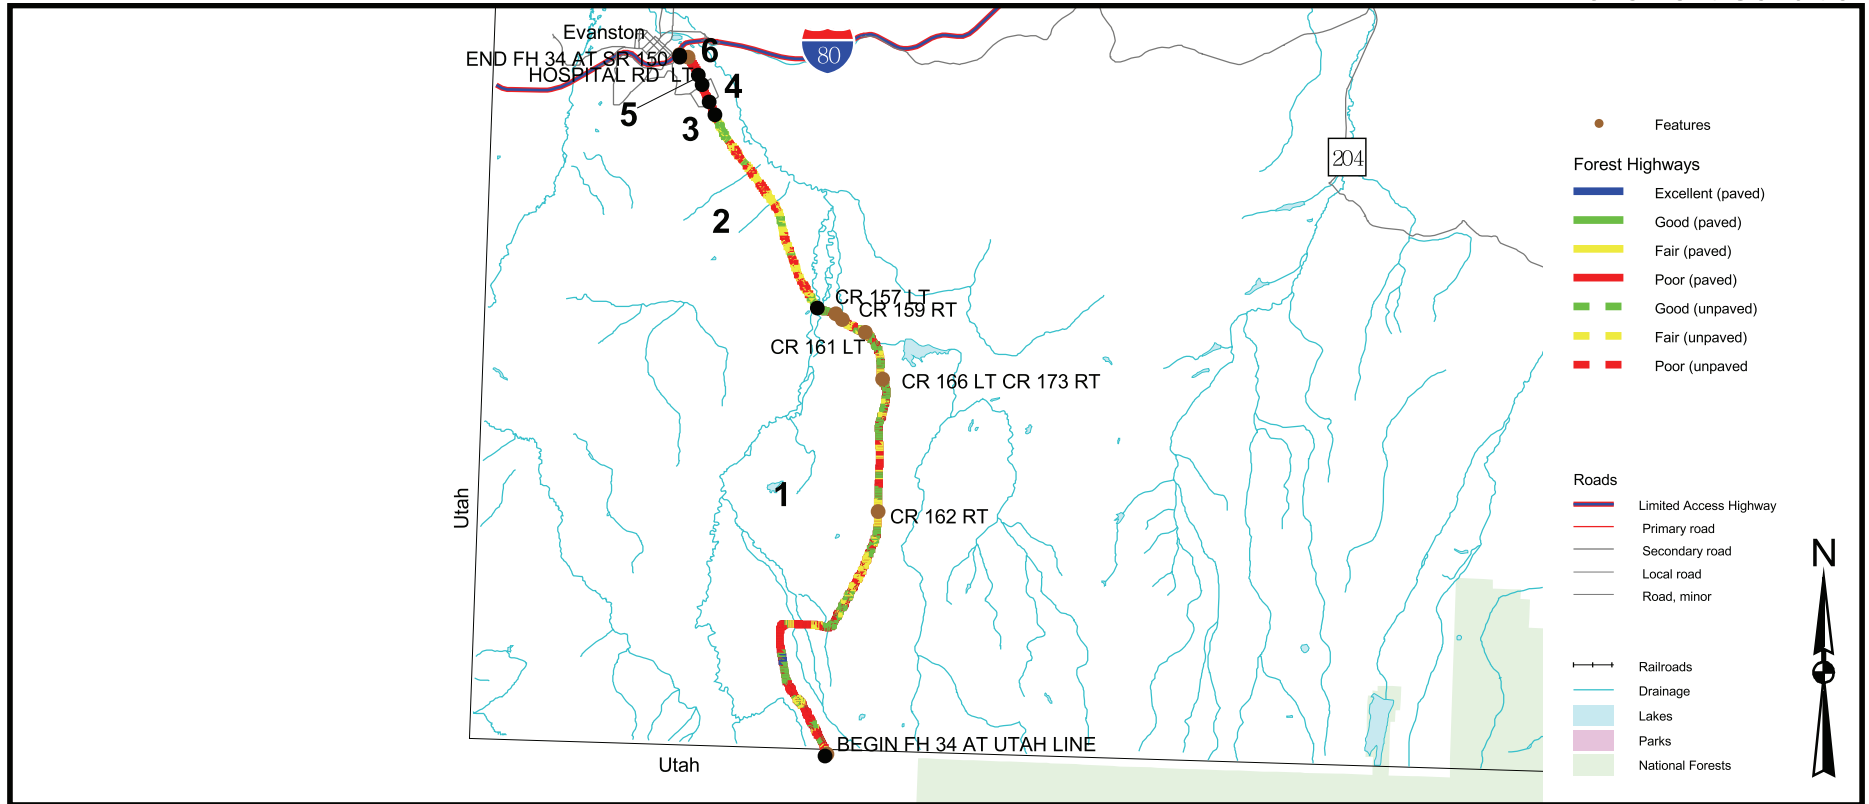 Evanston
END FH 34 AT SR 150
HOSPITAL RD LT
6
4
5
3
80
204
2
CR 157 LT
CR 159 RT
CR 161 LT
CR 166 LT CR 173 RT
1
CR 162 RT
Utah
BEGIN FH 34 AT UTAH LINE
Utah
Features
Forest Highways
Excellent (paved)
Good (paved)
Fair (paved)
Poor (paved)
Good (unpaved)
Fair (unpaved)
Poor (unpaved
Roads
Limited Access Highway
Primary road
Secondary road
Local road
Road, minor
Railroads
Drainage
Lakes
Parks
National Forests
N